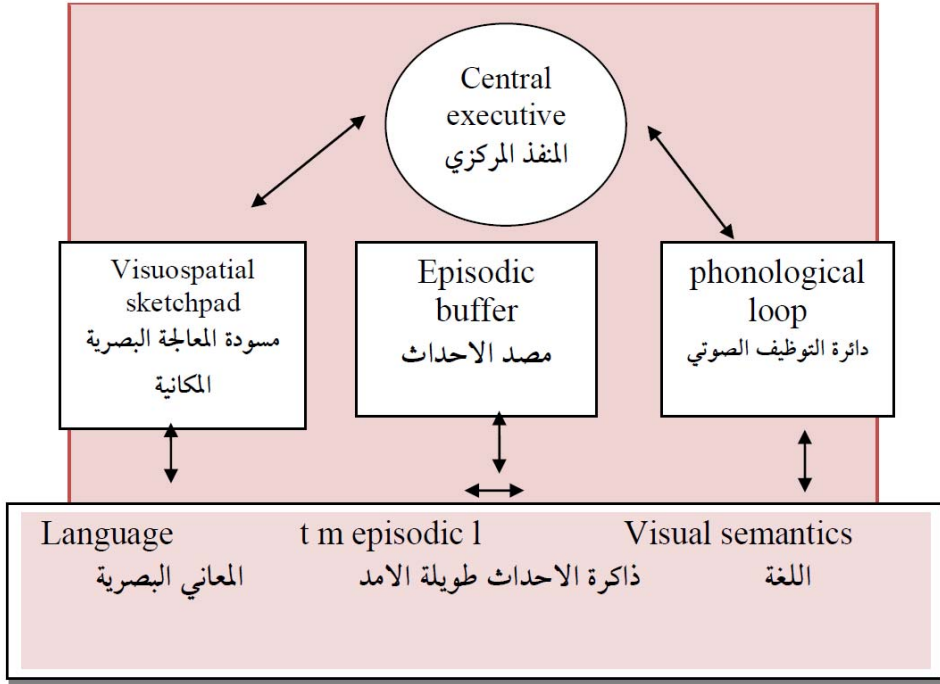 Central
executive
المنفذ المركزي
Visuospatial
sketchpad
مسودة المعالجة البصرية
المكانية
Episodic
buffer
مصد الاحداث
phonological
loop
دائرة التوظيف الصوتي
Language t m episodic l Visual semantics
اللغة ذاكرة الاحداث طويلة الامد المعاني البصرية